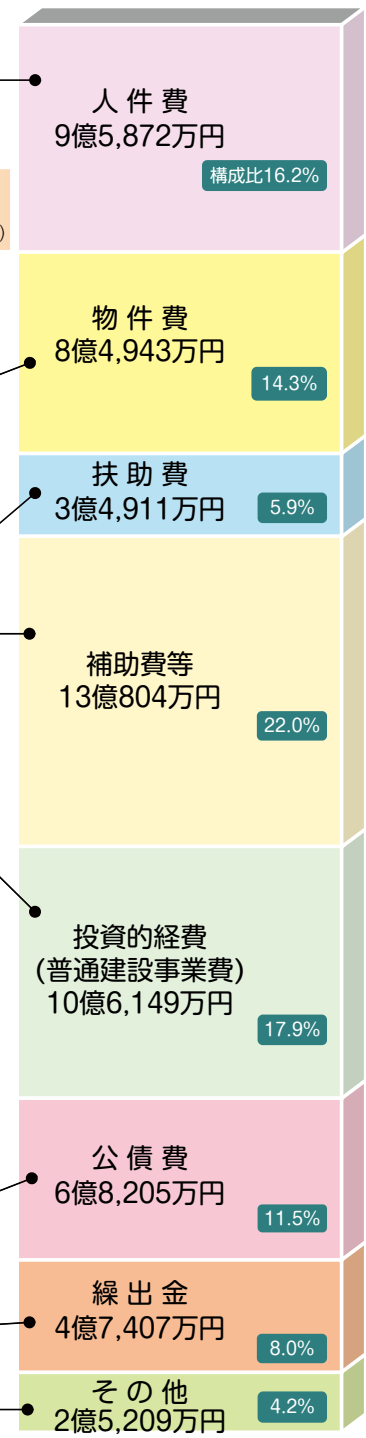 人件費
9億5,872万円
構成比16.2%
)
物件費
8億4,943万円
14.3%
扶助費
3億4,911万円
5.9%
補助費等
13億804万円
22.0%
投資的経費
(普通建設事業費)
10億6,149万円
17.9%
公債費
6億8,205万円
11.5%
繰出金
4億7,407万円
8.0%
その他
2億5,209万円
4.2%